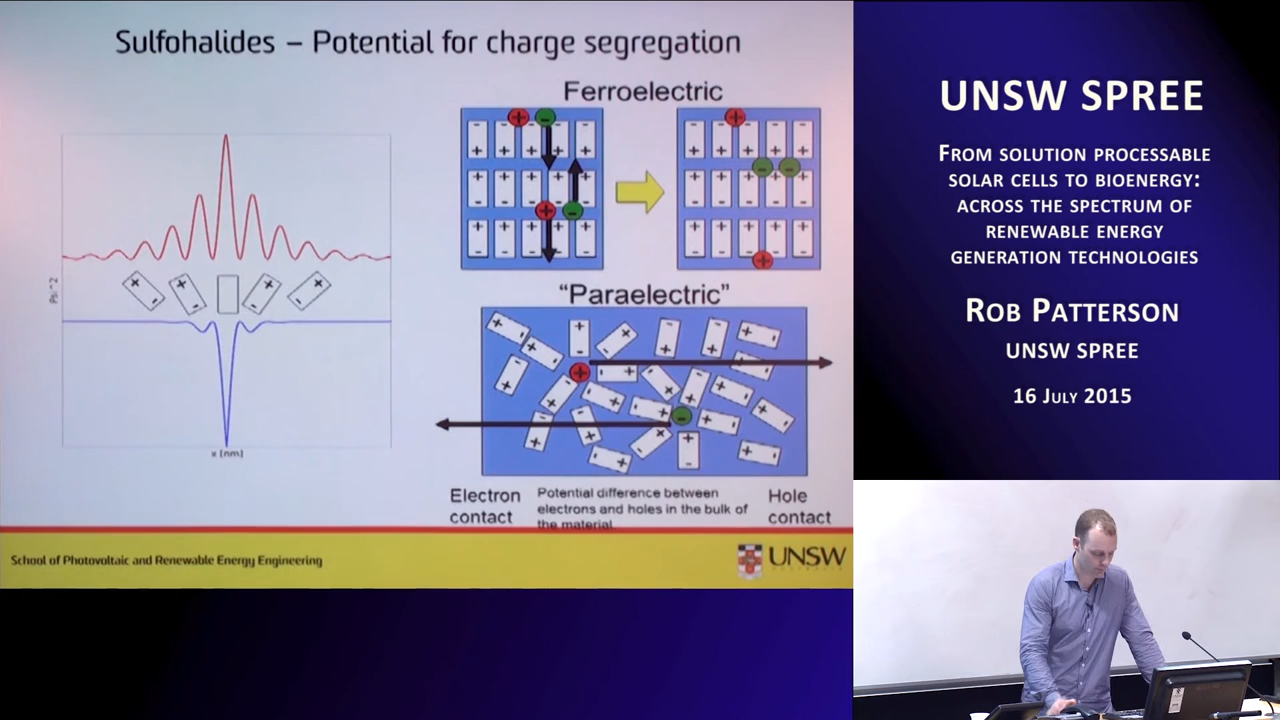 Sulfohalides – Potential for charge segregation
Ferroelectric
"Paraelectric"
Psi^2
x [nm]
Electron
contact
Potential difference between
electrons and holes in the bulk of
the material
Hole
contact
School of Photovoltaic and Renewable Energy Engineering
UNSW
UNSW SPREE
FROM SOLUTION PROCESSABLE
SOLAR CELLS TO BIOENERGY:
ACROSS THE SPECTRUM OF
RENEWABLE ENERGY
GENERATION TECHNOLOGIES
ROB PATTERSON
UNSW SPREE
16 JULY 2015